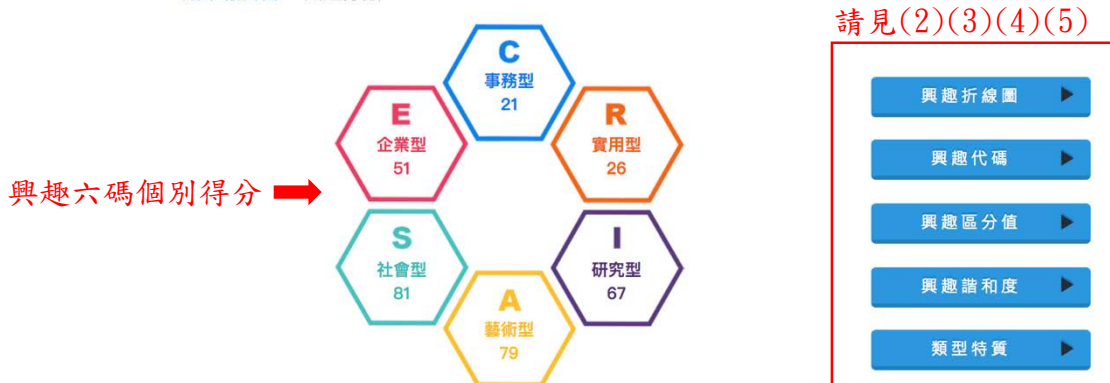 請見(2)(3)(4)(5)
C
事務型
21
E
企業型
51
R
實用型
26
興趣六碼個別得分
S
社會型
81
I
研究型
67
A
藝術型
79
興趣折線圖
興趣代碼
興趣區分值
興趣諧和度
類型特質